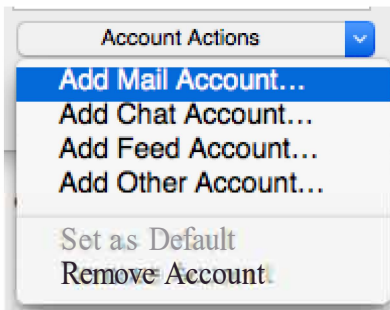 Account Actions
Add Mail Account...
Add Chat Account...
Add Feed Account...
Add Other Account...
Set as Default
Remove Account